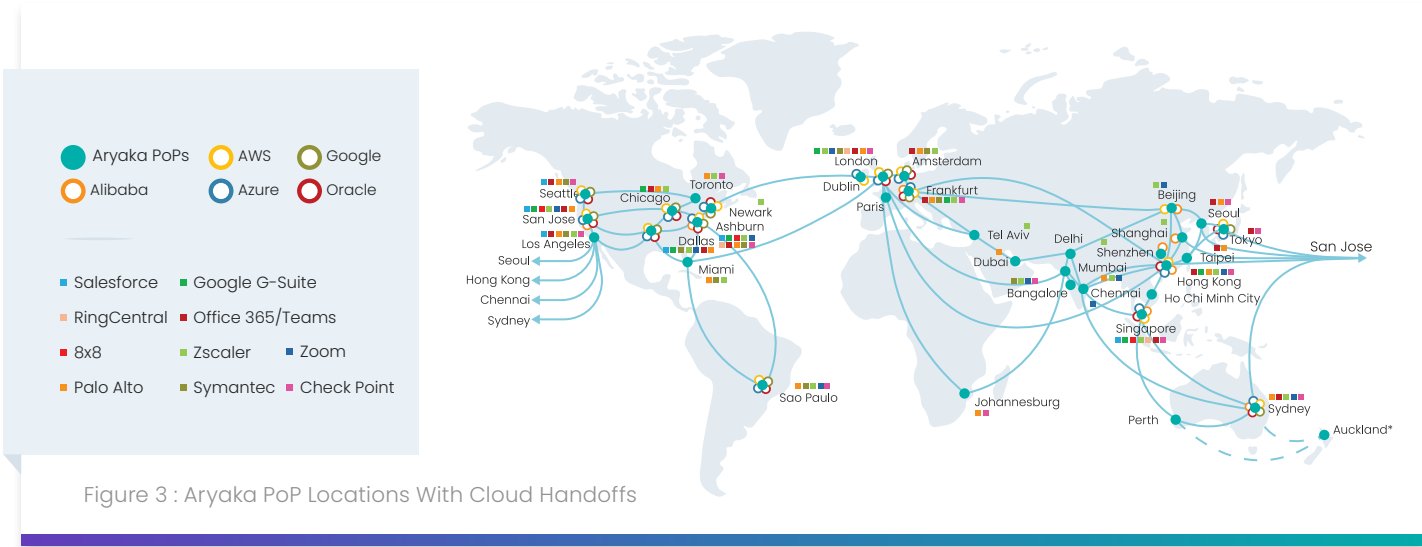 Aryaka PoPs
AWS
Google
Alibaba
Azure
Oracle
Salesforce
Google G-Suite
RingCentral
Office 365/Teams
8x8
Zscaler
Zoom
Palo Alto
Symantec
Check Point
Seattle
San Jose
Los Angeles
Seoul
Hong Kong
Chennai
Sydney
Chicago
Toronto
Newark
Ashburn
Dallas
Miami
Sao Paulo
London
Dublin
Paris
Amsterdam
Frankfurt
Tel Aviv
Dubai
Delhi
Mumbai
Bangalore
Chennai
Johannesburg
Beijing
Seoul
Shanghai
Tokyo
Shenzhen
Taipei
Hong Kong
Ho Chi Minh City
Singapore
San Jose
Perth
Sydney
Auckland*
Figure 3 : Aryaka PoP Locations With Cloud Handoffs